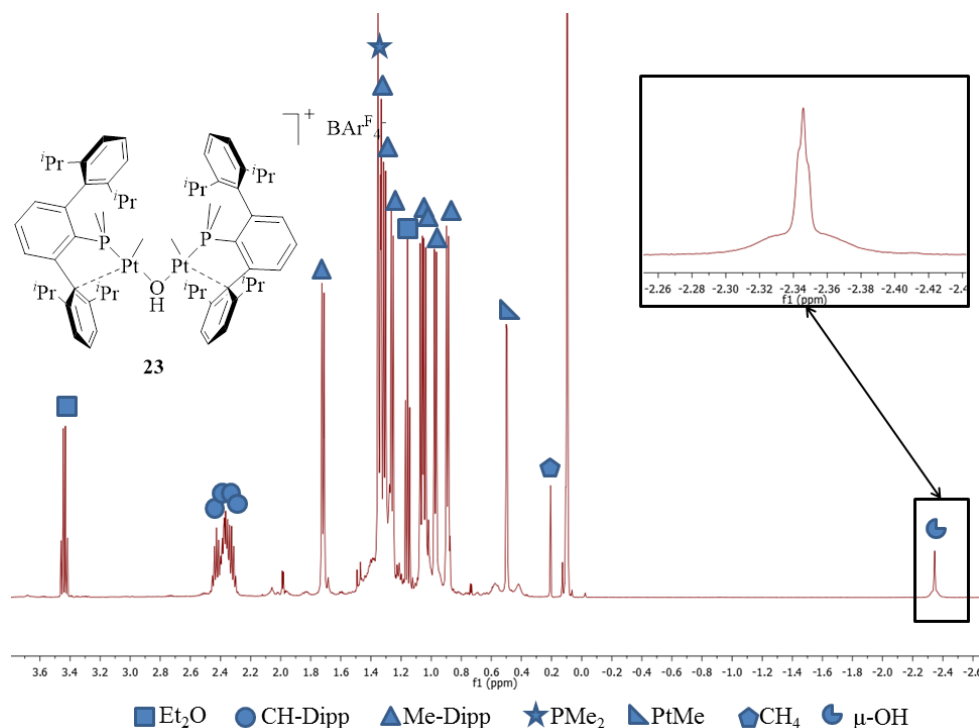 ⁺ BArF4⁻
iPr
iPr
iPr
iPr
P
P
Pt
Pt
iPr
iPr
iPr
iPr
O
H
23
-2.26 -2.30 -2.32 -2.34 -2.36 -2.38 -2.40 -2.42 -2.44
f1 (ppm)
3.6 3.4 3.2 3.0 2.8 2.6 2.4 2.2 2.0 1.8 1.6 1.4 1.2 1.0 0.8 0.6 0.4 0.2 0.0 -0.2 -0.4 -0.6 -0.8 -1.0 -1.2 -1.4 -1.6 -1.8 -2.0 -2.2 -2.4
f1 (ppm)
Et2O CH-Dipp Me-Dipp PMe2 PtMe CH4 μ-OH